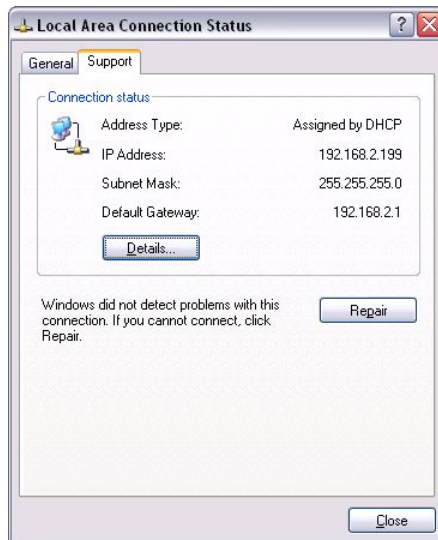 Local Area Connection Status
General Support
Connection status
Address Type: Assigned by DHCP
IP Address: 192.168.2.199
Subnet Mask: 255.255.255.0
Default Gateway: 192.168.2.1
Details...
Windows did not detect problems with this
connection. If you cannot connect, click
Repair.
Repair
Close